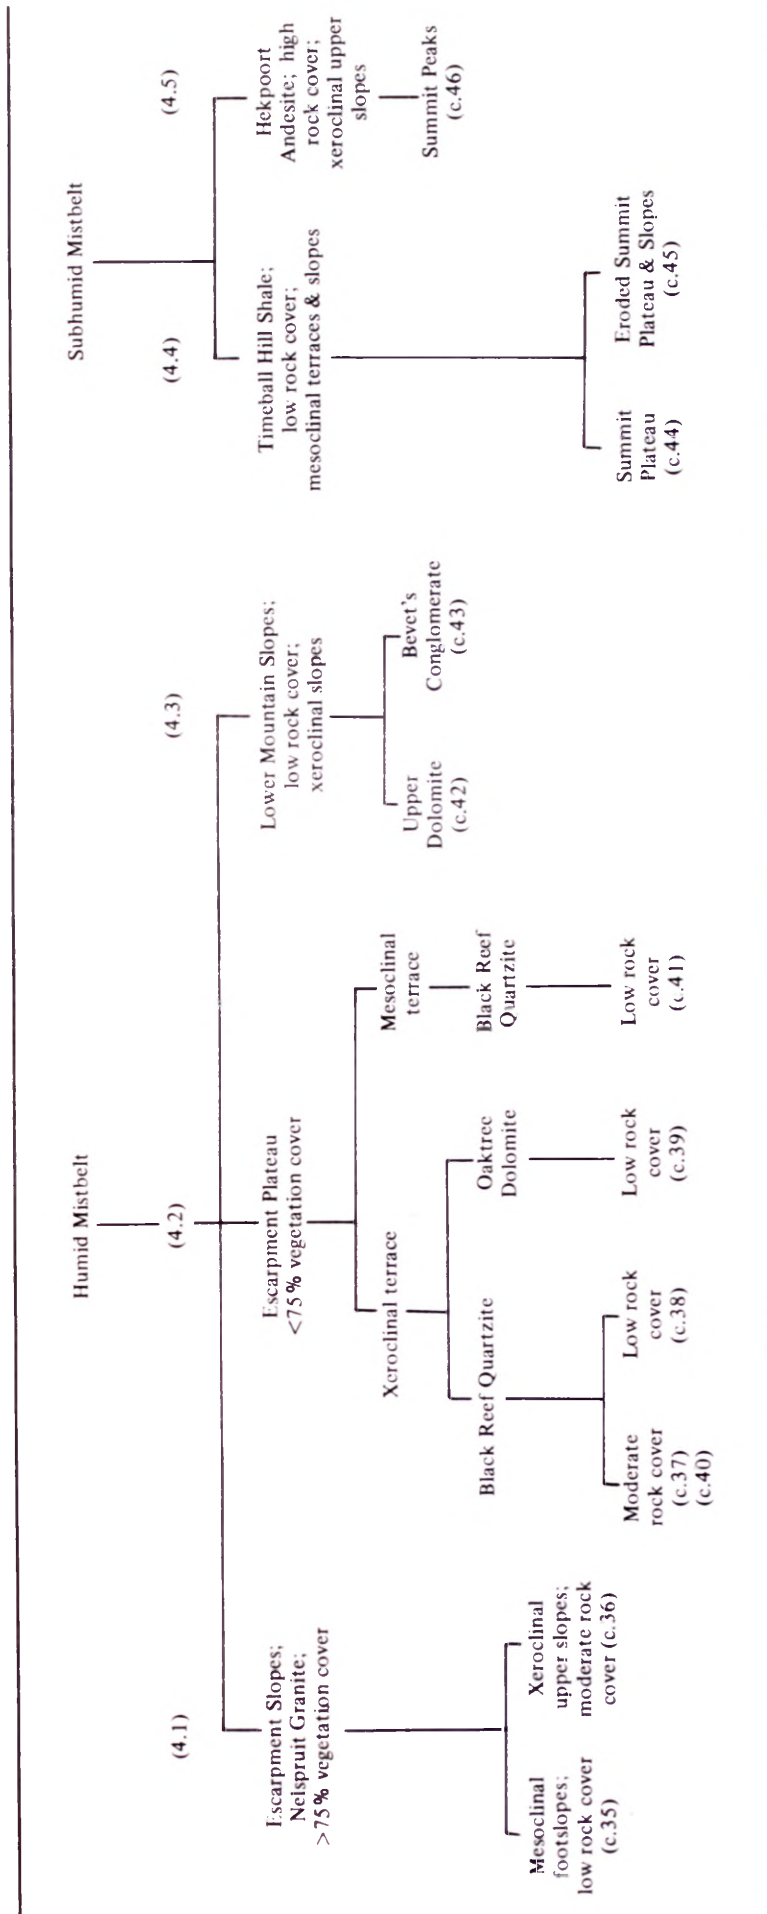 Humid Mistbelt
Subhumid Mistbelt
(4.1)
(4.2)
(4.3)
(4.4)
(4.5)
Escarpment Slopes;
Nelspruit Granite;
>75% vegetation cover
Escarpment Plateau
<75% vegetation cover
Lower Mountain Slopes;
low rock cover;
xeroclinal slopes
Timeball Hill Shale;
low rock cover;
mesoclinal terraces & slopes
Hekpoort
Andesite; high
rock cover;
xeroclinal upper
slopes
Xeroclinal terrace
Mesoclinal
terrace
Upper
Dolomite
(c.42)
Bevet's
Conglomerate
(c.43)
Summit Peaks
(c.46)
Black Reef Quartzite
Oaktree
Dolomite
Black Reef
Quartzite
Mesoclinal
footslopes;
low rock cover
(c.35)
Xeroclinal
upper slopes;
moderate rock
cover (c.36)
Moderate
rock cover
(c.37)
(c.40)
Low rock
cover
(c.38)
Low rock
cover
(c.39)
Low rock
cover
(c.41)
Summit
Plateau
(c.44)
Eroded Summit
Plateau & Slopes
(c.45)